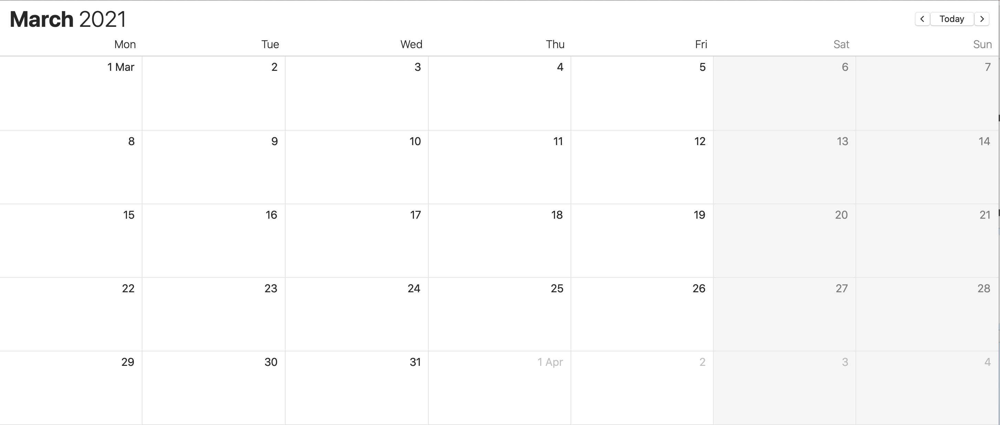 March 2021
Today
Mon Tue Wed Thu Fri Sat Sun
1 Mar 2 3 4 5 6 7
8 9 10 11 12 13 14
15 16 17 18 19 20 21
22 23 24 25 26 27 28
29 30 31 1 Apr 2 3 4